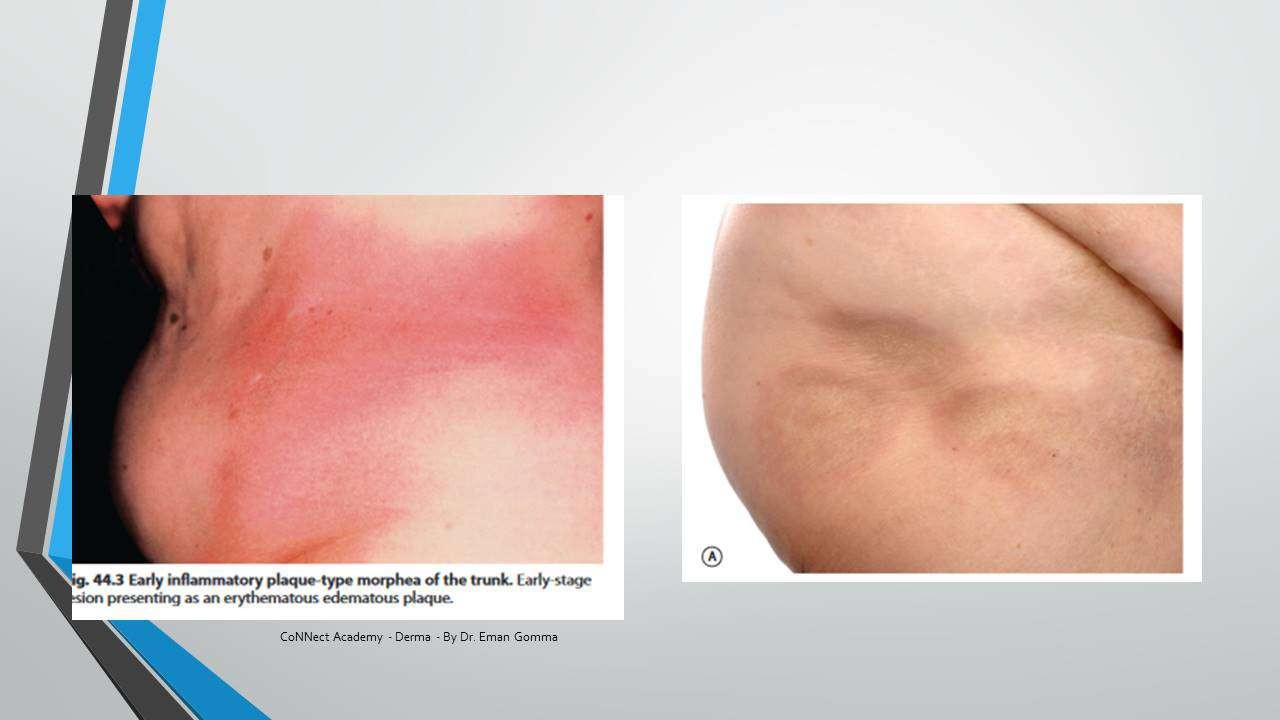 ig. 44.3 Early inflammatory plaque-type morphea of the trunk. Early-stage
esion presenting as an erythematous edematous plaque.
A
CoNNect Academy - Derma - By Dr. Eman Gomma